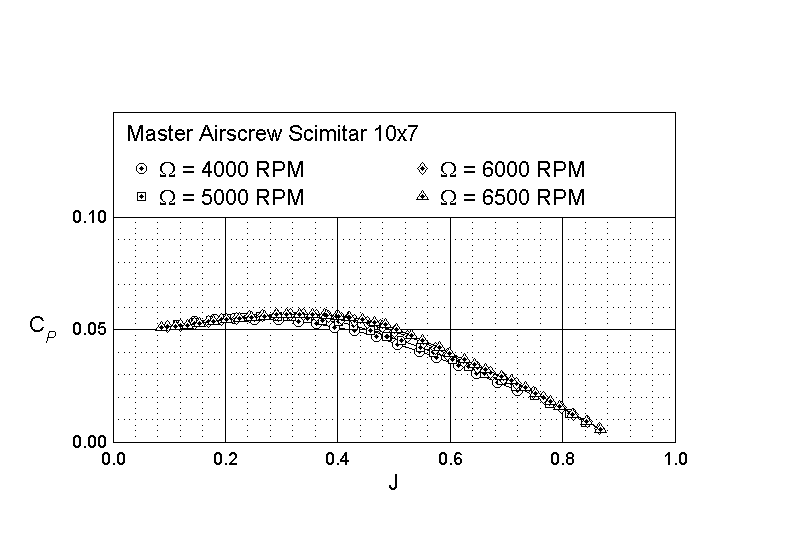 Master Airscrew Scimitar 10x7
Ω = 4000 RPM
Ω = 6000 RPM
Ω = 5000 RPM
Ω = 6500 RPM
0.10
0.05
0.00
C_P
0.0 0.2 0.4 0.6 0.8 1.0
J